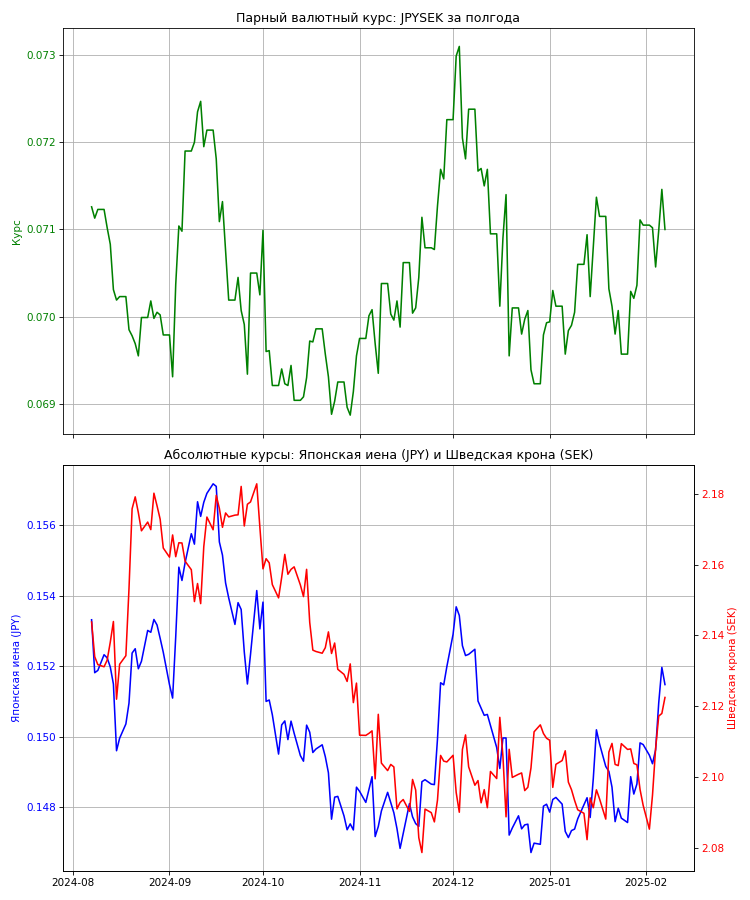 Парный валютный курс: JPYSEK за полгода
0.073
0.072
0.071
0.070
0.069
Курс
Абсолютные курсы: Японская иена (JPY) и Шведская крона (SEK)
0.156
0.154
0.152
0.150
0.148
Японская иена (JPY)
2.18
2.16
2.14
2.12
2.10
2.08
Шведская крона (SEK)
2024-08 2024-09 2024-10 2024-11 2024-12 2025-01 2025-02